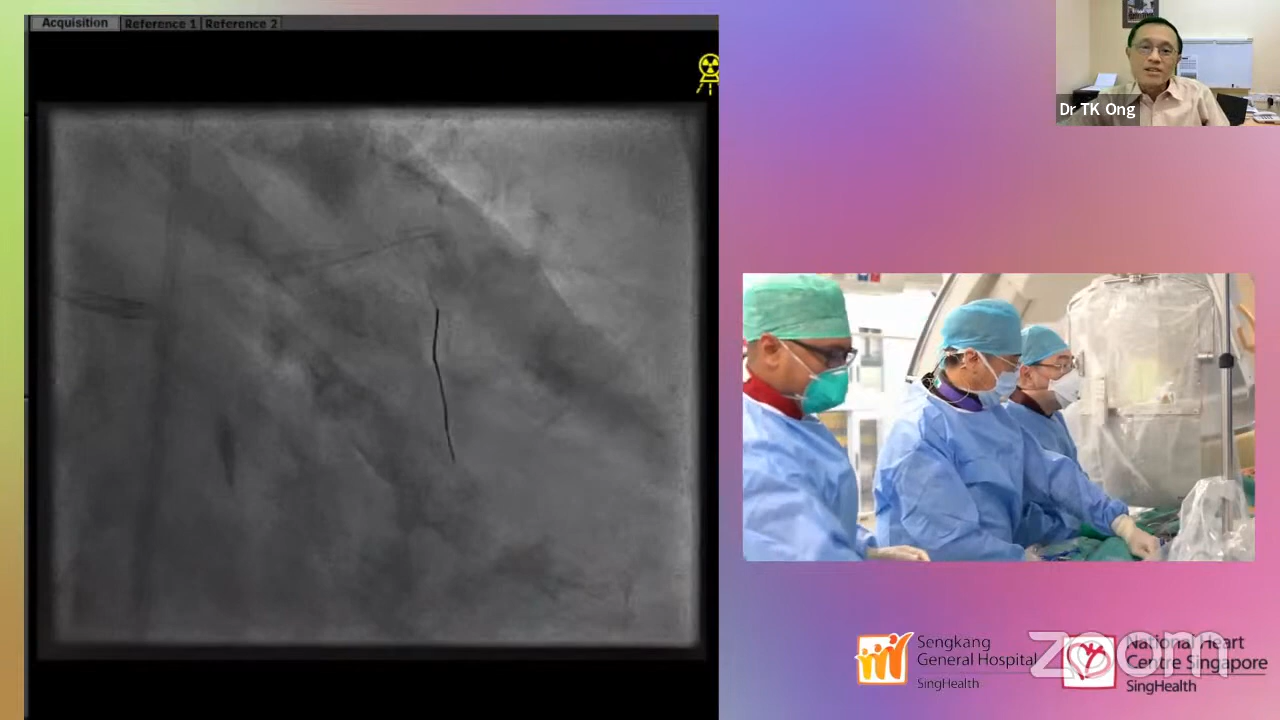 Acquisition
Reference 1
Reference 2
Dr TK Ong
Sengkang
General Hospital
SingHealth
zoom
National Heart
Centre Singapore
SingHealth